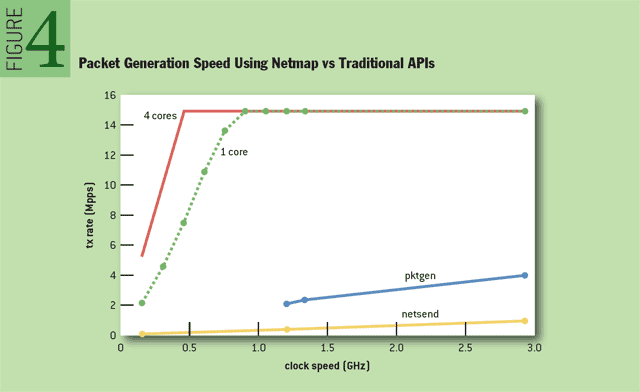 FIGURE
4
Packet Generation Speed Using Netmap vs Traditional APIs
16
14
12
10
8
6
4
2
0
tx rate (Mpps)
4 cores
1 core
pktgen
netsend
0 0.5 1.0 1.5 2.0 2.5 3.0
clock speed (GHz)